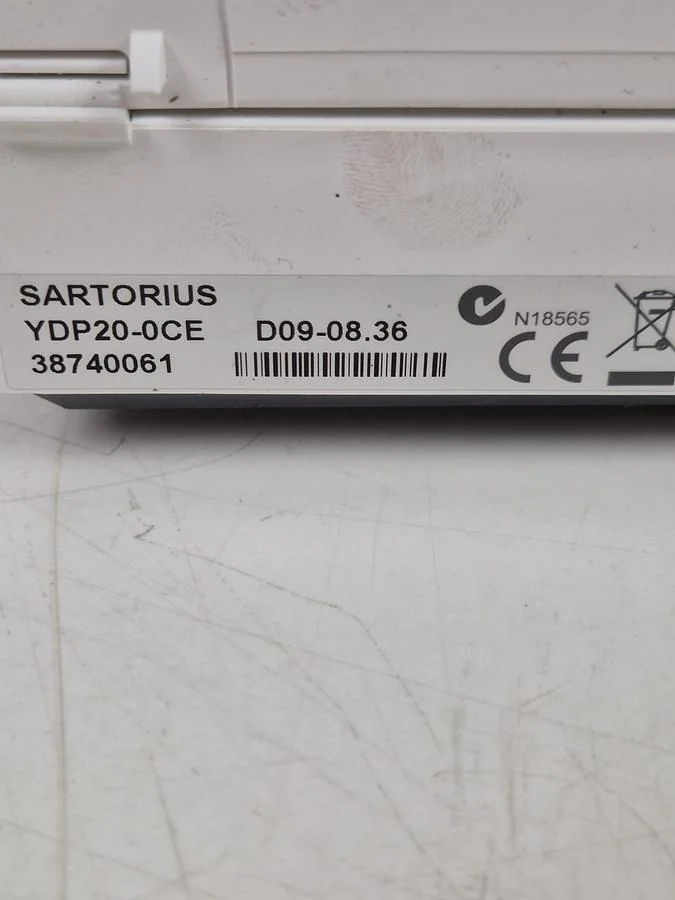 SARTORIUS
YDP20-0CE D09-08.36
38740061
N18565
CE